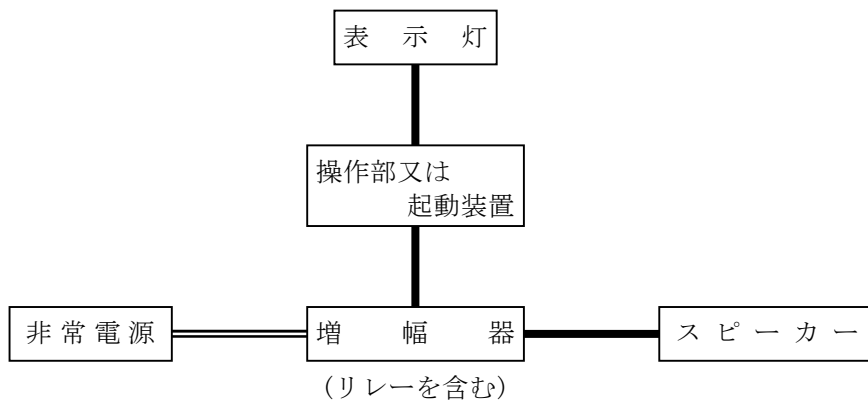 表示灯
操作部又は
起動装置
非常電源
増幅器
スピーカー
（リレーを含む）